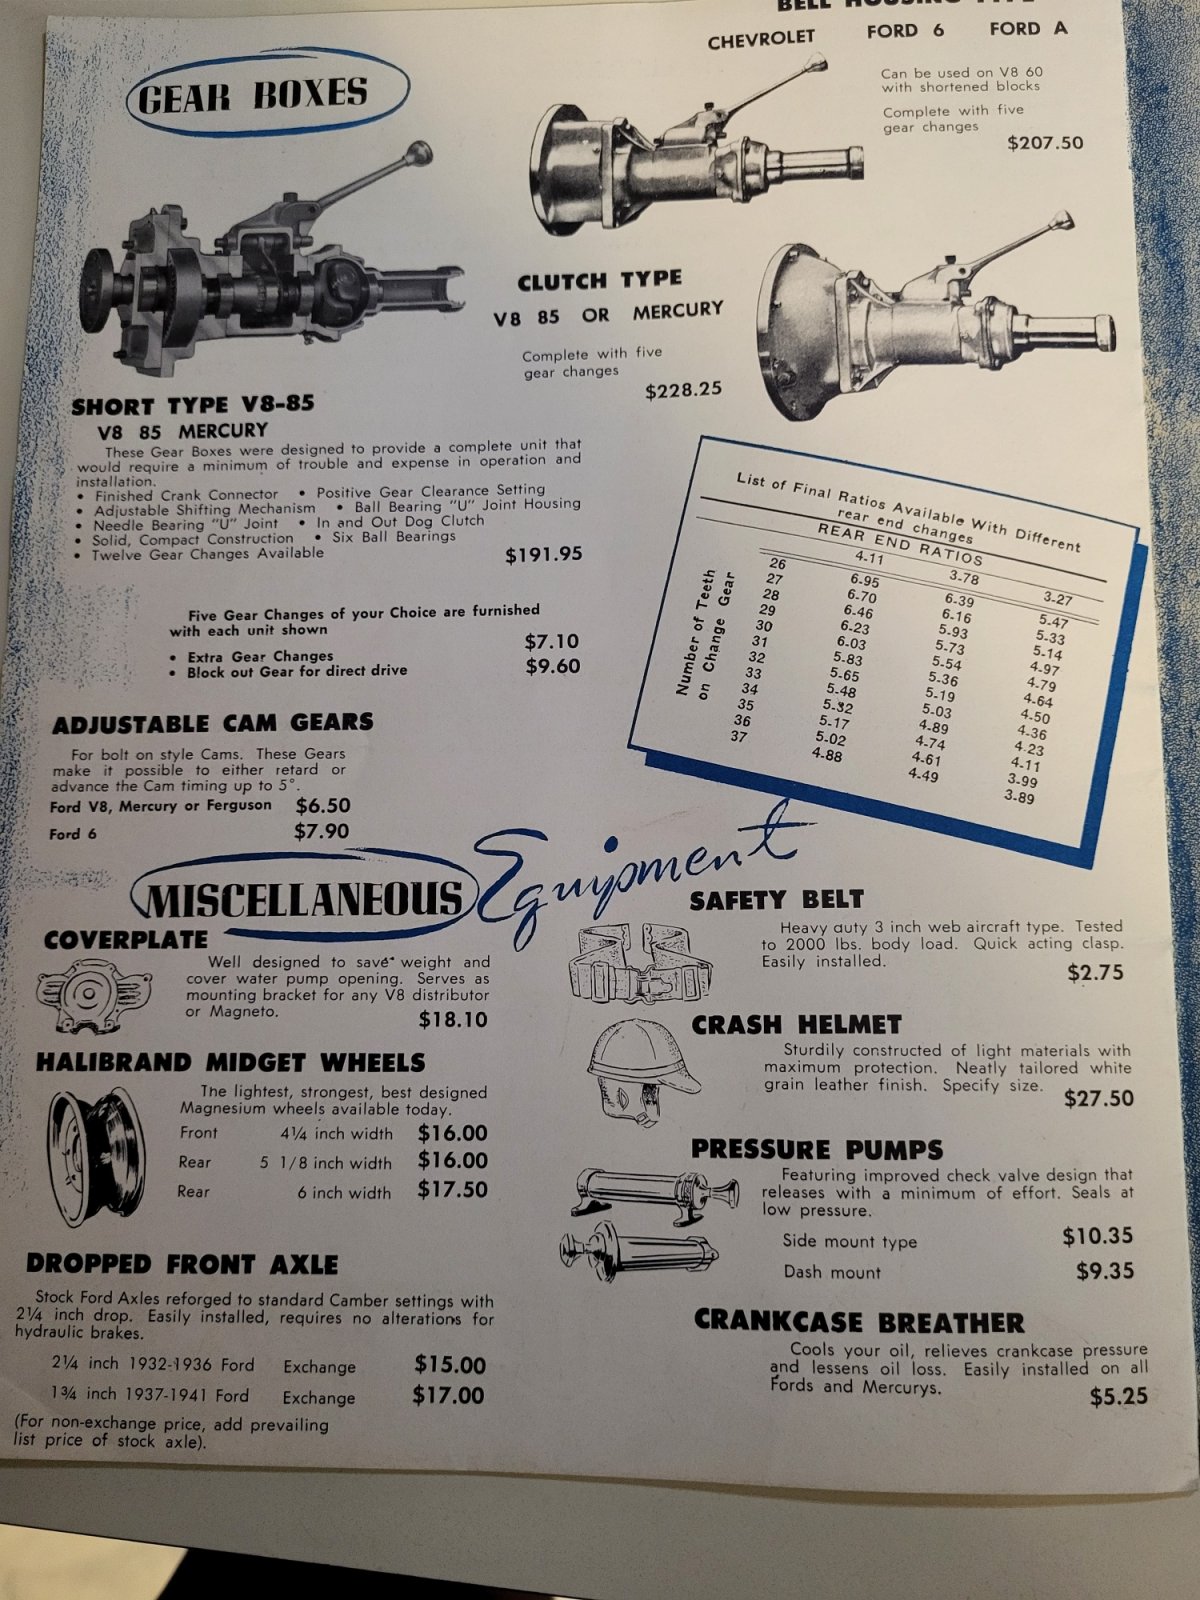 BELL HOUSING TYPE
CHEVROLET FORD 6 FORD A
Can be used on V8 60
with shortened blocks
Complete with five
gear changes
$207.50
GEAR BOXES
CLUTCH TYPE
V8 85 OR MERCURY
Complete with five
gear changes
$228.25
SHORT TYPE V8-85
V8 85 MERCURY
These Gear Boxes were designed to provide a complete unit that
would require a minimum of trouble and expense in operation and
installation.
• Finished Crank Connector • Positive Gear Clearance Setting
• Adjustable Shifting Mechanism • Ball Bearing "U" Joint Housing
• Needle Bearing "U" Joint • In and Out Dog Clutch
• Solid, Compact Construction • Six Ball Bearings
• Twelve Gear Changes Available $191.95
Five Gear Changes of your Choice are furnished
with each unit shown
• Extra Gear Changes $7.10
• Block out Gear for direct drive $9.60
List of Final Ratios Available With Different
rear end changes
REAR END RATIOS
4-11 3-78 3-27
Number of Teeth
on Change Gear
26 6-95 6-39 5-47
27 6-70 6-16 5-33
28 6-46 5-93 5-14
29 6-23 5-73 4-97
30 6-03 5-54 4-79
31 5-83 5-36 4-64
32 5-65 5-19 4-50
33 5-48 5-03 4-36
34 5-32 4-89 4-23
35 5-17 4-74 4-11
36 5-02 4-61 3-99
37 4-88 4-49 3-89
ADJUSTABLE CAM GEARS
For bolt on style Cams. These Gears
make it possible to either retard or
advance the Cam timing up to 5°.
Ford V8, Mercury or Ferguson $6.50
Ford 6 $7.90
MISCELLANEOUS Equipment
COVERPLATE
Well designed to save weight and
cover water pump opening. Serves as
mounting bracket for any V8 distributor
or Magneto. $18.10
HALIBRAND MIDGET WHEELS
The lightest, strongest, best designed
Magnesium wheels available today.
Front 4¼ inch width $16.00
Rear 5 1/8 inch width $16.00
Rear 6 inch width $17.50
DROPPED FRONT AXLE
Stock Ford Axles reforged to standard Camber settings with
2¼ inch drop. Easily installed, requires no alterations for
hydraulic brakes.
2¼ inch 1932-1936 Ford Exchange $15.00
1¾ inch 1937-1941 Ford Exchange $17.00
(For non-exchange price, add prevailing
list price of stock axle).
SAFETY BELT
Heavy duty 3 inch web aircraft type. Tested
to 2000 lbs. body load. Quick acting clasp.
Easily installed.
$2.75
CRASH HELMET
Sturdily constructed of light materials with
maximum protection. Neatly tailored white
grain leather finish. Specify size.
$27.50
PRESSURE PUMPS
Featuring improved check valve design that
releases with a minimum of effort. Seals at
low pressure.
Side mount type $10.35
Dash mount $9.35
CRANKCASE BREATHER
Cools your oil, relieves crankcase pressure
and lessens oil loss. Easily installed on all
Fords and Mercurys.
$5.25